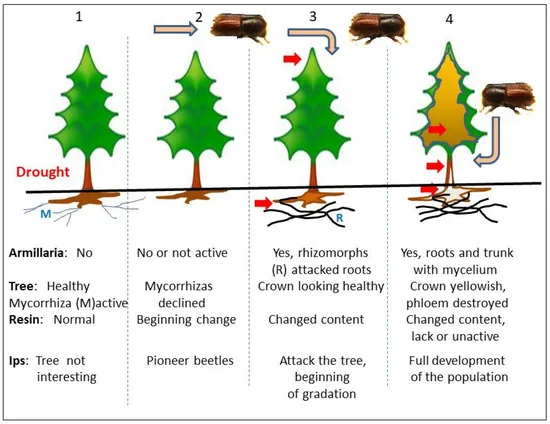 1 2 3 4
Drought
M
R
Armillaria: No No or not active Yes, rhizomorphs Yes, roots and trunk
(R) attacked roots with mycelium
Tree: Healthy Mycorrhizas Crown looking healthy Crown yellowish,
Mycorrhiza (M)active declined phloem destroyed
Resin: Normal Beginning change Changed content Changed content,
lack or unactive
Ips: Tree not Pioneer beetles Attack the tree, Full development
interesting beginning of the population
of gradation